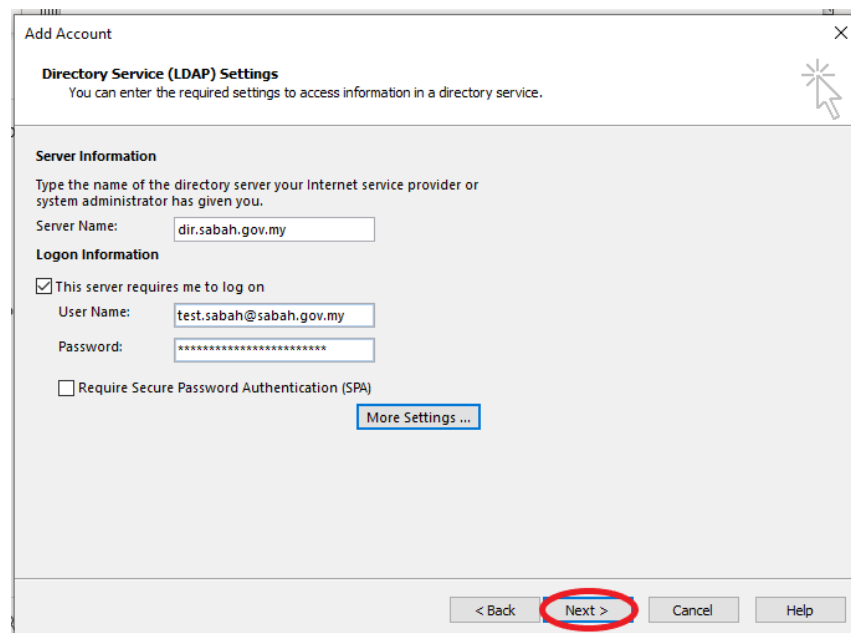 Add Account
Directory Service (LDAP) Settings
You can enter the required settings to access information in a directory service.
Server Information
Type the name of the directory server your Internet service provider or
system administrator has given you.
Server Name: dir.sabah.gov.my
Logon Information
This server requires me to log on
User Name: test.sabah@sabah.gov.my
Password: ************************
Require Secure Password Authentication (SPA)
More Settings ...
< Back Next > Cancel Help